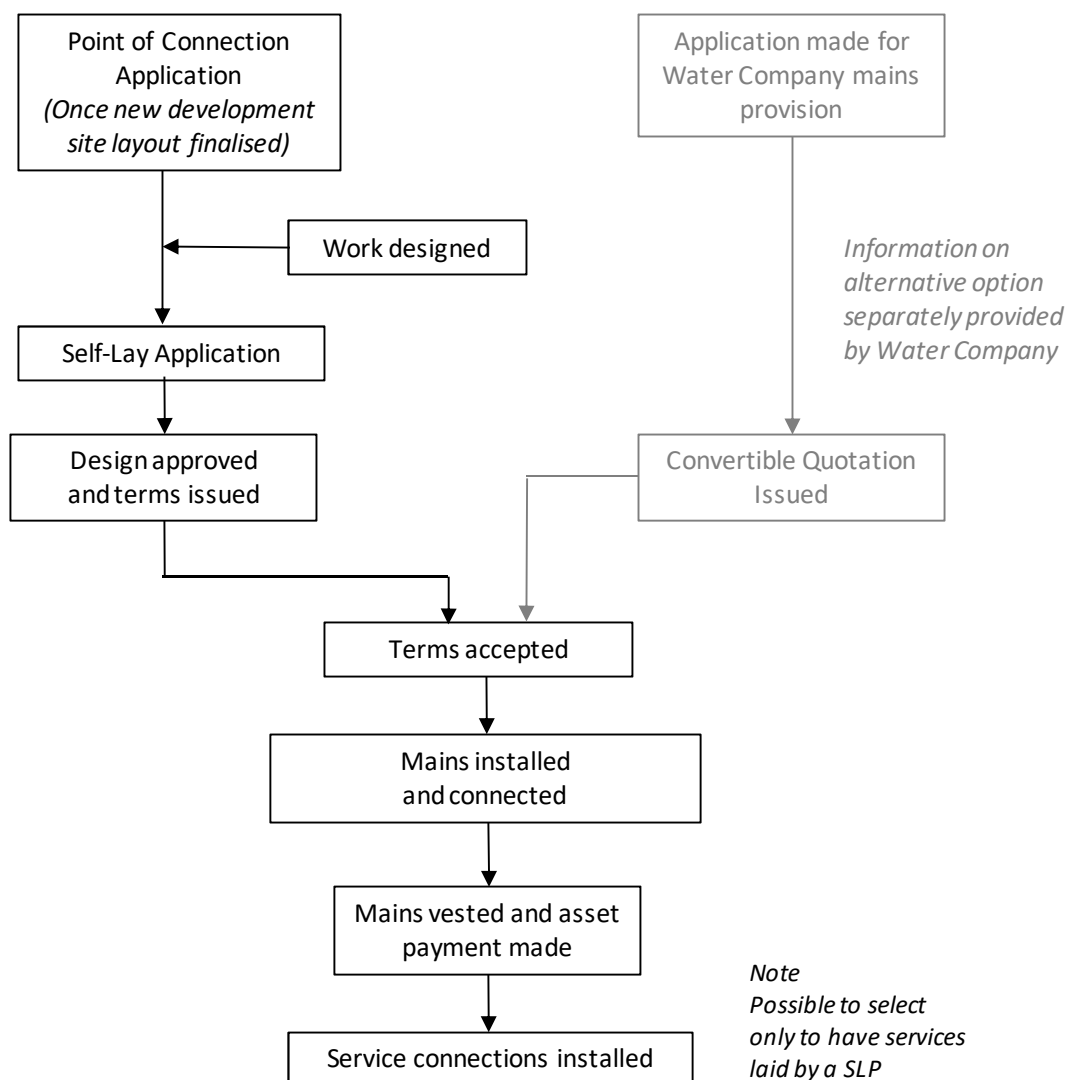 Point of Connection
Application
(Once new development
site layout finalised)
Application made for
Water Company mains
provision
Work designed
Information on
alternative option
separately provided
by Water Company
Self-Lay Application
Design approved
and terms issued
Convertible Quotation
Issued
Terms accepted
Mains installed
and connected
Mains vested and asset
payment made
Note
Possible to select
only to have services
laid by a SLP
Service connections installed